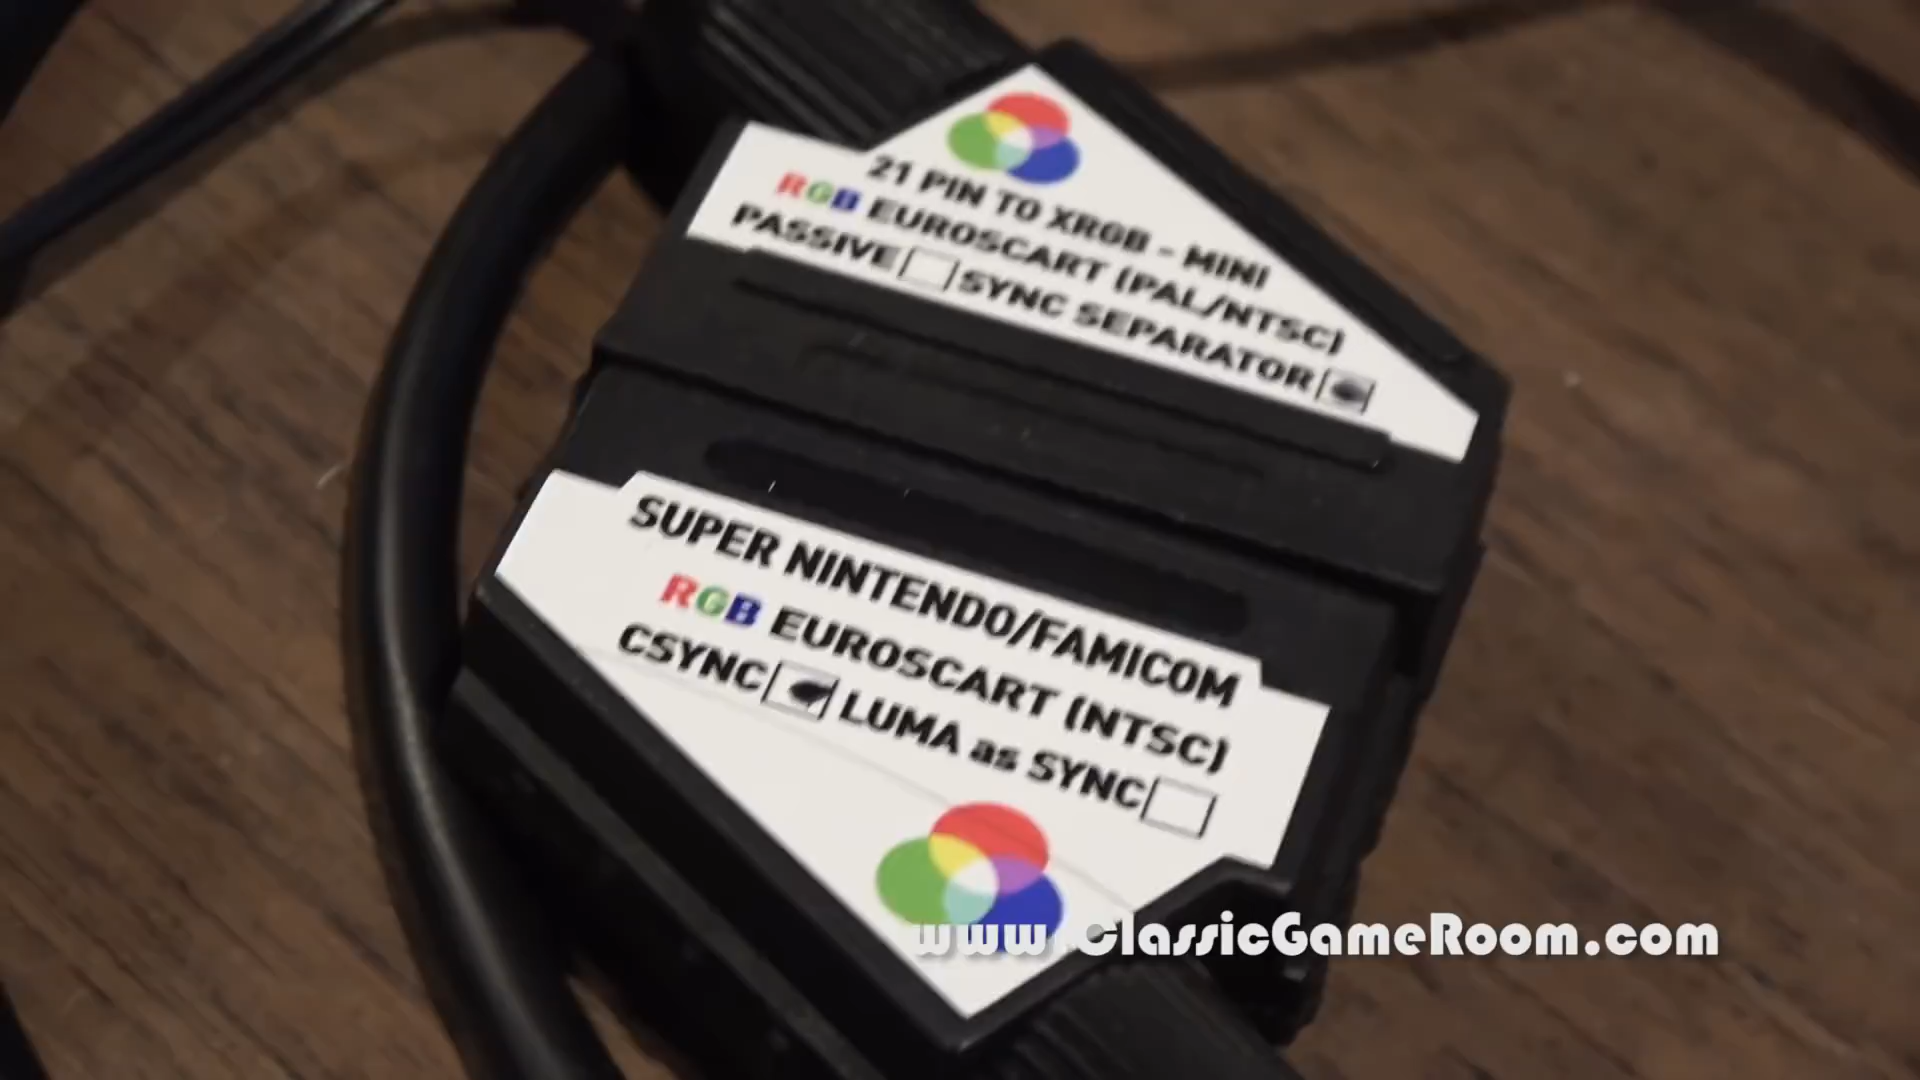 21 PIN TO XRGB - MINI
RGB EUROSCART (PAL/NTSC)
PASSIVE SYNC SEPARATOR
SUPER NINTENDO/FAMICOM
RGB EUROSCART (NTSC)
CSYNC LUMA as SYNC
www.ClassicGameRoom.com